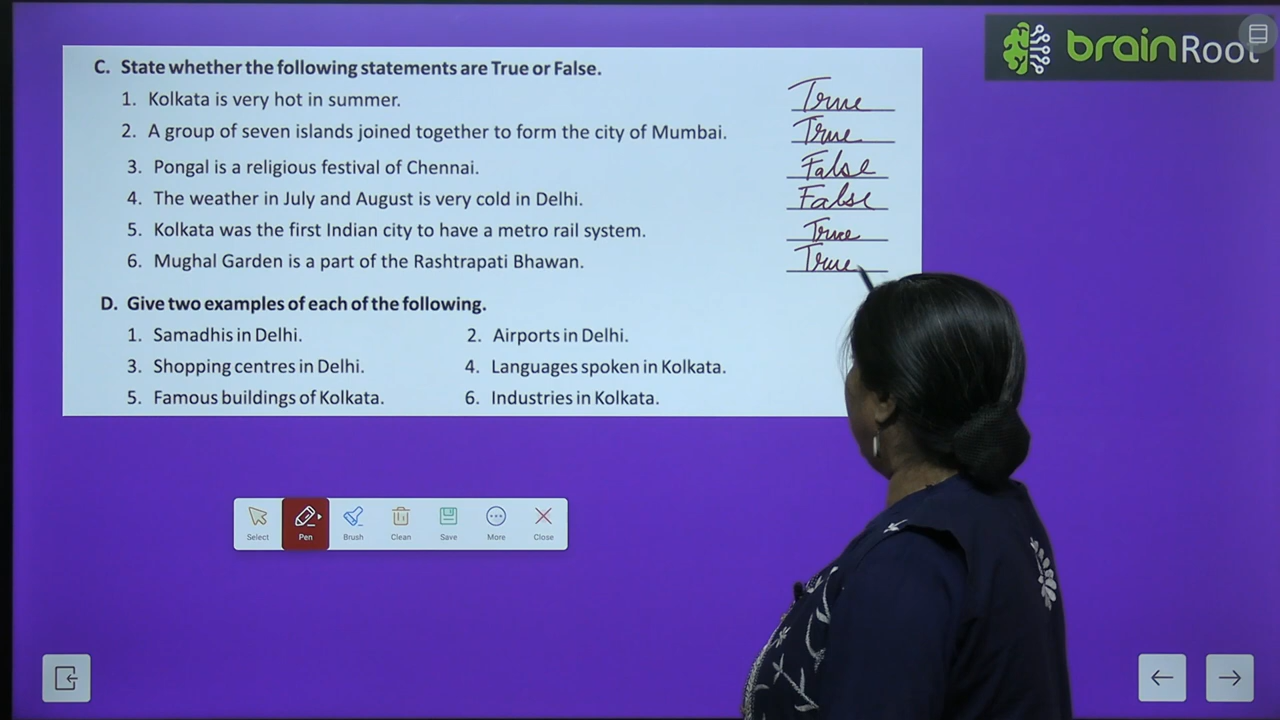 brainRoot
C. State whether the following statements are True or False.
1. Kolkata is very hot in summer. True
2. A group of seven islands joined together to form the city of Mumbai. True
3. Pongal is a religious festival of Chennai. False
4. The weather in July and August is very cold in Delhi. False
5. Kolkata was the first Indian city to have a metro rail system. True
6. Mughal Garden is a part of the Rashtrapati Bhawan. True
D. Give two examples of each of the following.
1. Samadhis in Delhi. 2. Airports in Delhi.
3. Shopping centres in Delhi. 4. Languages spoken in Kolkata.
5. Famous buildings of Kolkata. 6. Industries in Kolkata.
Select Pen Brush Clean Save More Close